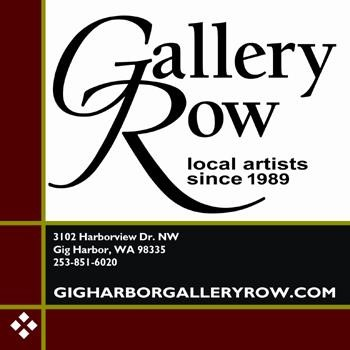 Gallery
Row
local artists
since 1989
3102 Harborview Dr. NW
Gig Harbor, WA 98335
253-851-6020
GIGHARBORGALLERYROW.COM